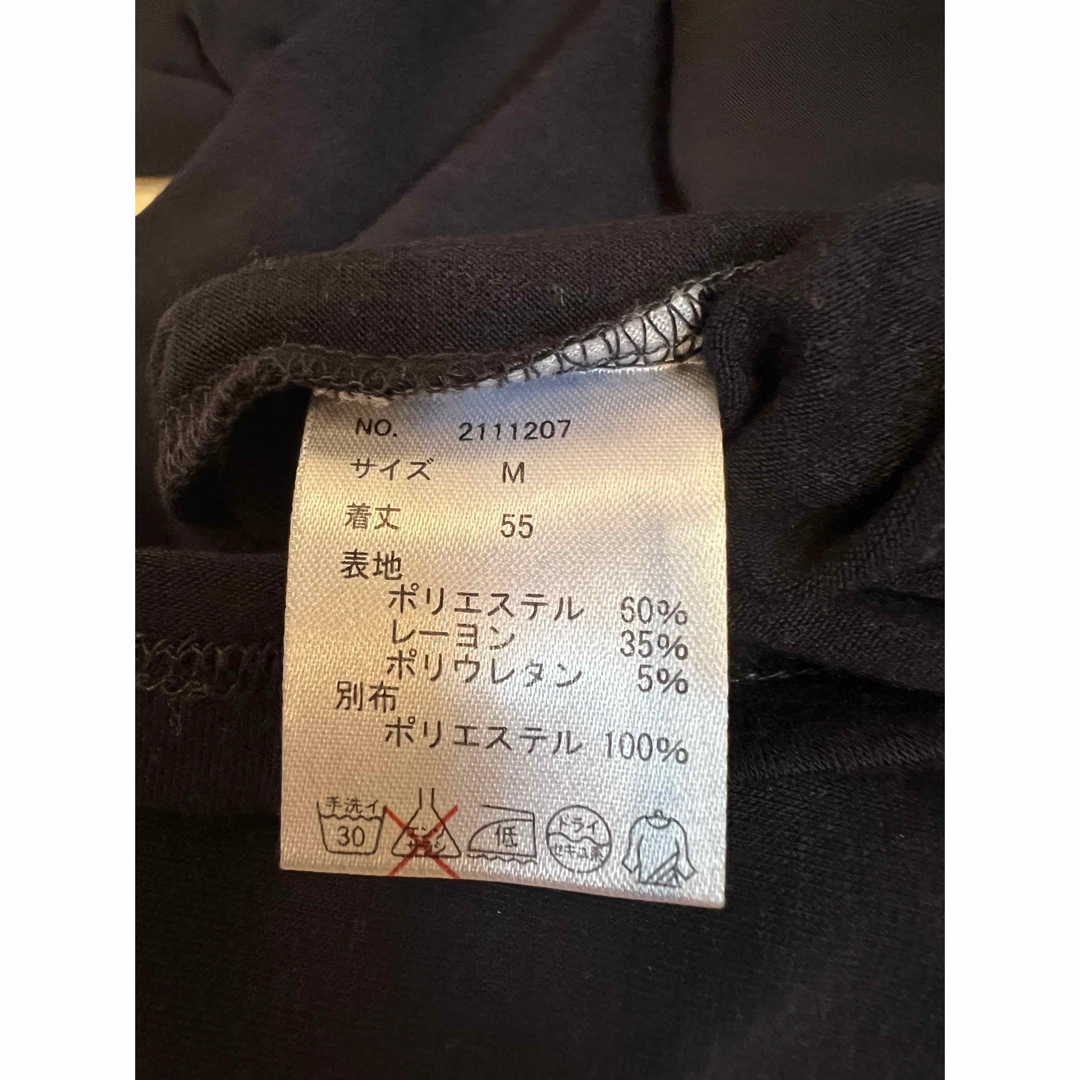 NO. 2111207
サイズ M
着丈 55
表地
ポリエステル 60%
レーヨン 35%
ポリウレタン 5%
別布
ポリエステル 100%
手洗イ
30
エンソ
サラシ
低
ドライ
セキユ系